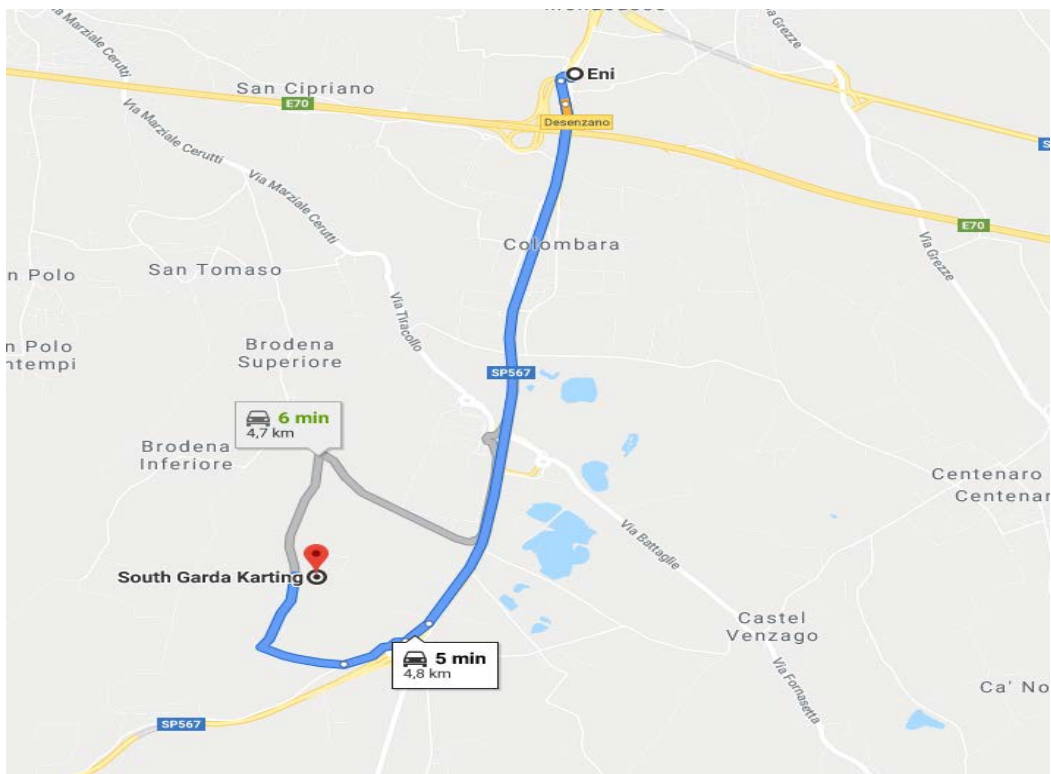 Via Marziale Cerutti
Via Grezze
Eni
San Cipriano
E70
Desenzano
Via Marziale Cerutti
Via Marziale Cerutti
E70
Via Grezze
Colombara
n Polo
San Tomaso
Via Tiracollo
n Polo
ntempi
Brodena
Superiore
SP567
6 min
4,7 km
Brodena
Inferiore
Centenaro
Centenar
Via Battaglie
South Garda Karting
Castel
Venzago
5 min
4,8 km
Via Fornasetta
Ca' No
SP567